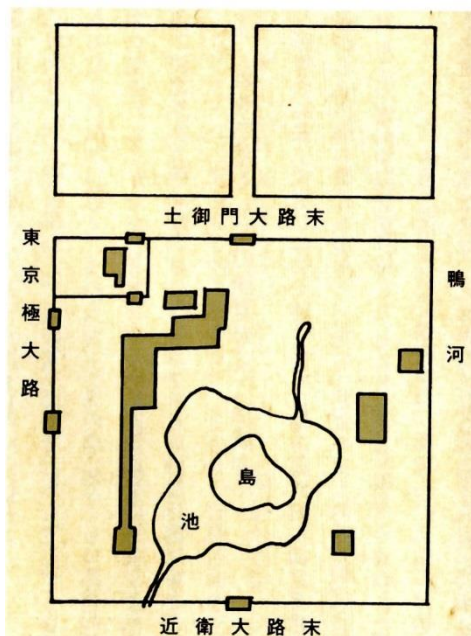 土御門大路末
東京極大路
鴨河
島
池
近衛大路末